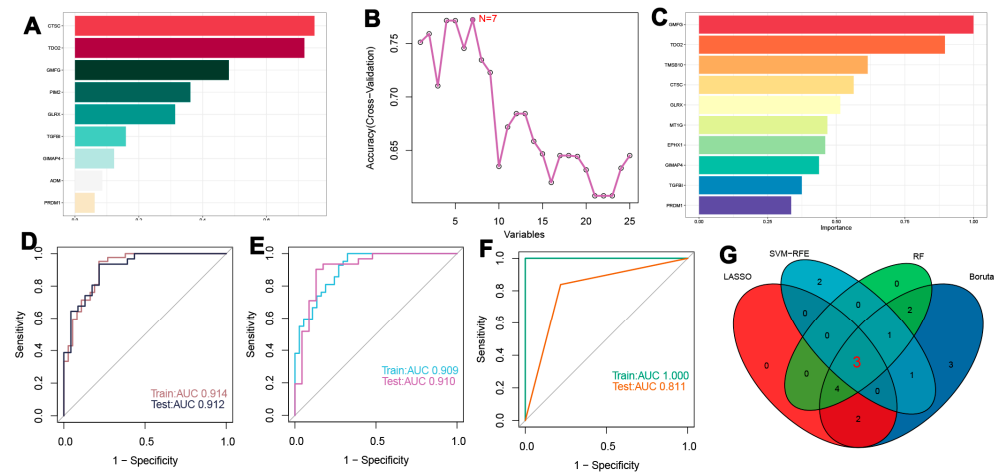 A
CTSC
TDO2
GMFG
PIM2
GLRX
TGFBI
GIMAP4
ADM
PRDM1
B
N=7
Accuracy(Cross−Validation)
0.75
0.70
0.65
5 10 15 20 25
Variables
C
GMFG
TDO2
TMSB10
CTSC
GLRX
MT1G
EPHX1
GIMAP4
TGFBI
PRDM1
0.00 0.25 0.50 0.75 1.00
Importance
D
Sensitivity
1.0
0.8
0.6
0.4
0.2
0.0
Train:AUC 0.914
Test:AUC 0.912
0.0 0.5 1.0
1 − Specificity
E
Sensitivity
1.0
0.8
0.6
0.4
0.2
0.0
Train:AUC 0.909
Test:AUC 0.910
0.0 0.5 1.0
1 − Specificity
F
Sensitivity
1.0
0.8
0.6
0.4
0.2
0.0
Train:AUC 1.000
Test:AUC 0.811
0.0 0.5 1.0
1 − Specificity
G
LASSO
SVM−RFE
RF
Boruta
2 0
0 0 2
0 1
0 3 3
0 4 0 1
2